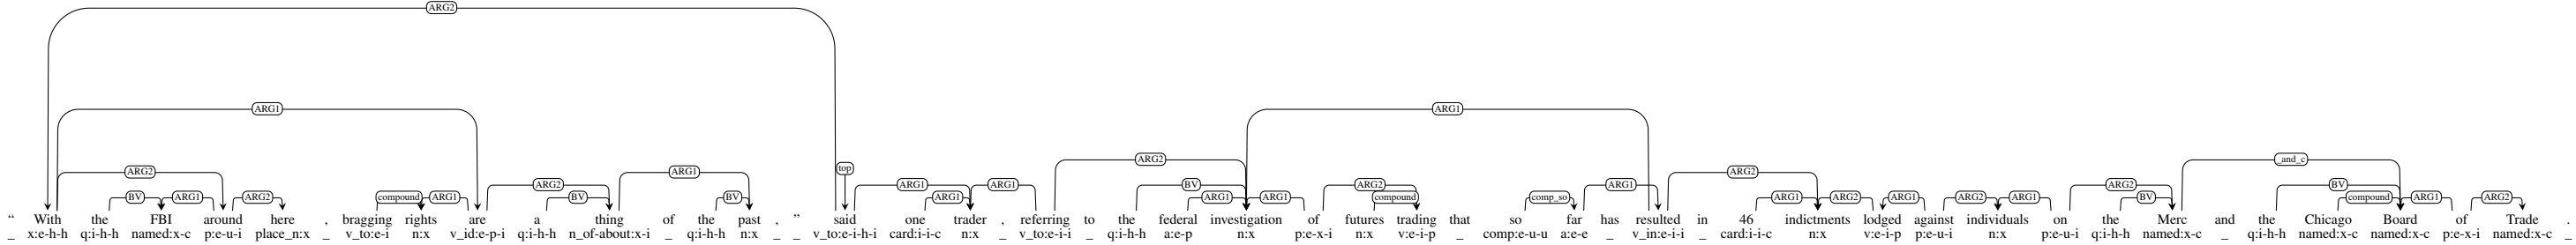 ARG2
ARG1 ARG1
ARG2 _and_c
ARG2 ARG1 top ARG2
ARG2 ARG1 ARG1 BV ARG2 ARG1 ARG2 BV
BV ARG1 ARG2 compound ARG1 BV BV ARG1 ARG1 ARG1 compound comp_so ARG1 ARG2 ARG1 ARG2 ARG1 BV compound ARG1 ARG2
“ With the FBI around here , bragging rights are a thing of the past , ” said one trader , referring to the federal investigation of futures trading that so far has resulted in 46 indictments lodged against individuals on the Merc and the Chicago Board of Trade .
_ x:e-h-h q:i-h-h named:x-c p:e-u-i place_n:x _ v_to:e-i n:x v_id:e-p-i q:i-h-h n_of-about:x-i _ q:i-h-h n:x _ _ v_to:e-i-h-i card:i-i-c n:x _ v_to:e-i-i _ q:i-h-h a:e-p n:x p:e-x-i n:x v:e-i-p _ comp:e-u-u a:e-e _ v_in:e-i-i _ card:i-i-c n:x v:e-i-p p:e-u-i n:x p:e-u-i q:i-h-h named:x-c _ q:i-h-h named:x-c named:x-c p:e-x-i named:x-c _